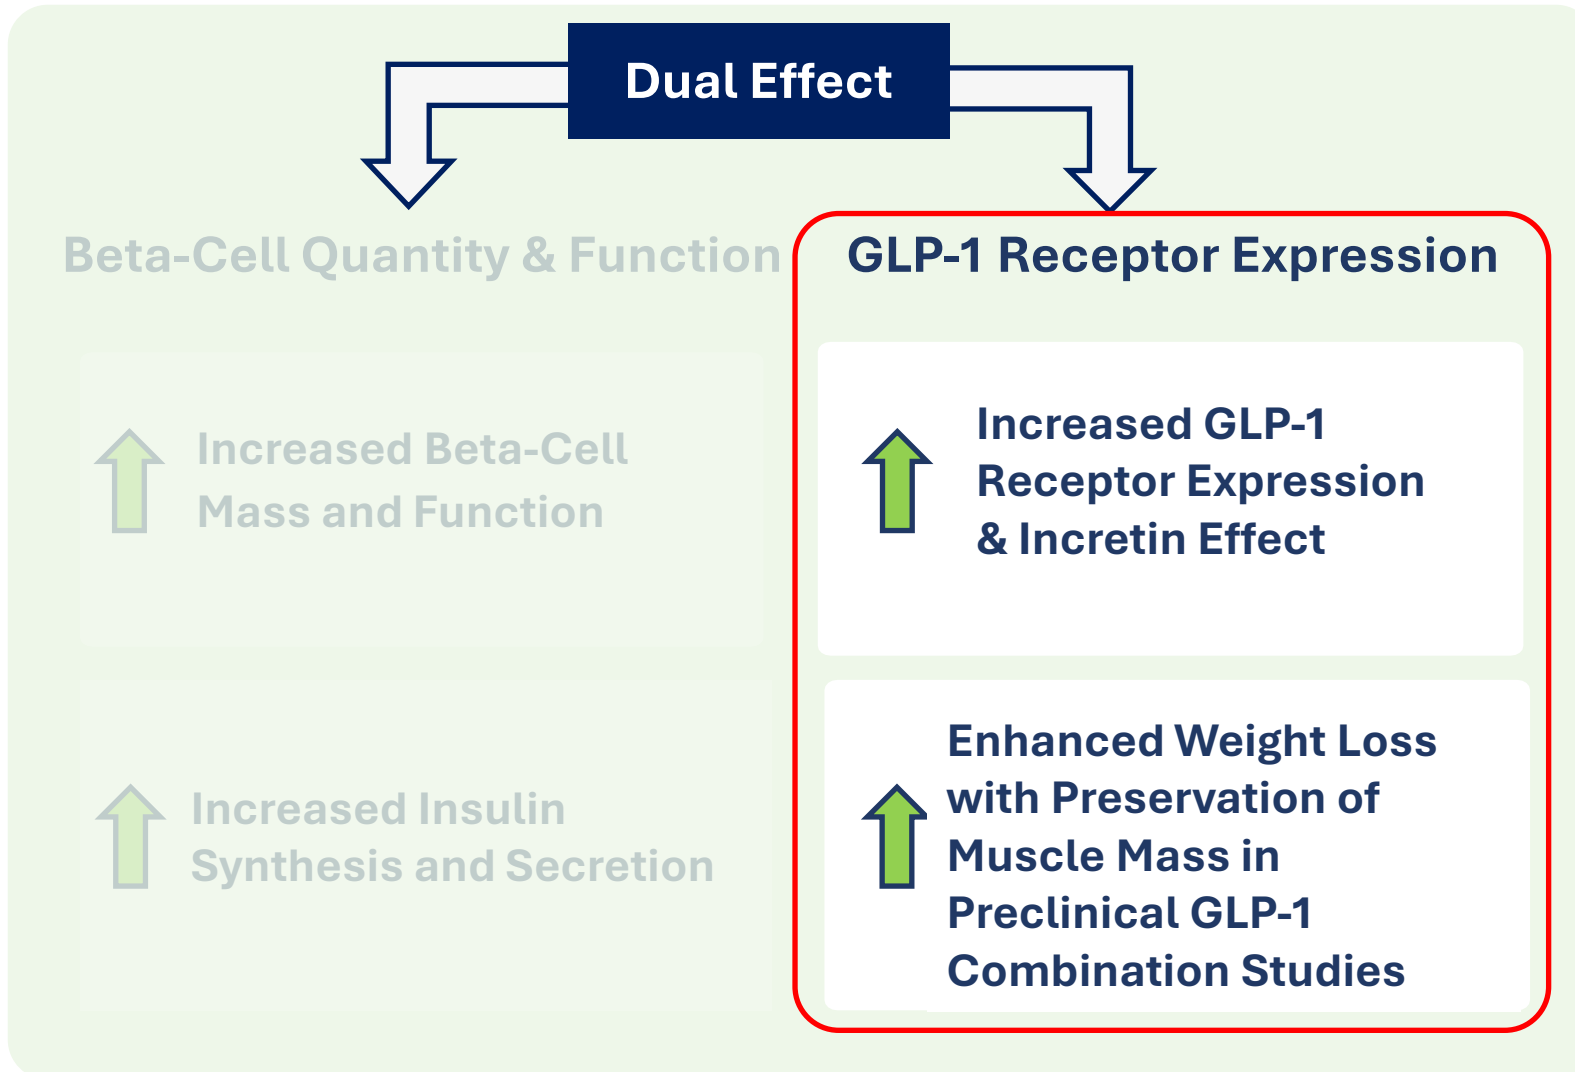 Dual Effect
Beta-Cell Quantity & Function
Increased Beta-Cell
Mass and Function
Increased Insulin
Synthesis and Secretion
GLP-1 Receptor Expression
Increased GLP-1
Receptor Expression
& Incretin Effect
Enhanced Weight Loss
with Preservation of
Muscle Mass in
Preclinical GLP-1
Combination Studies